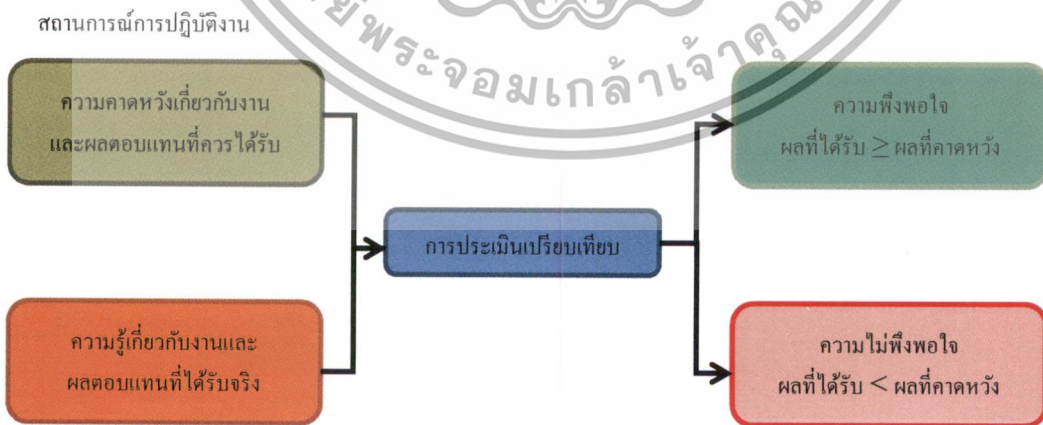 สถานการณ์การปฏิบัติงาน
พระจอมเกล้าเจ้าคุณ
ความคาดหวังเกี่ยวกับงาน
และผลตอบแทนที่ควรได้รับ
ความพึงพอใจ
ผลที่ได้รับ ≥ ผลที่คาดหวัง
การประเมินเปรียบเทียบ
ความรู้เกี่ยวกับงานและ
ผลตอบแทนที่ได้รับจริง
ความไม่พึงพอใจ
ผลที่ได้รับ < ผลที่คาดหวัง